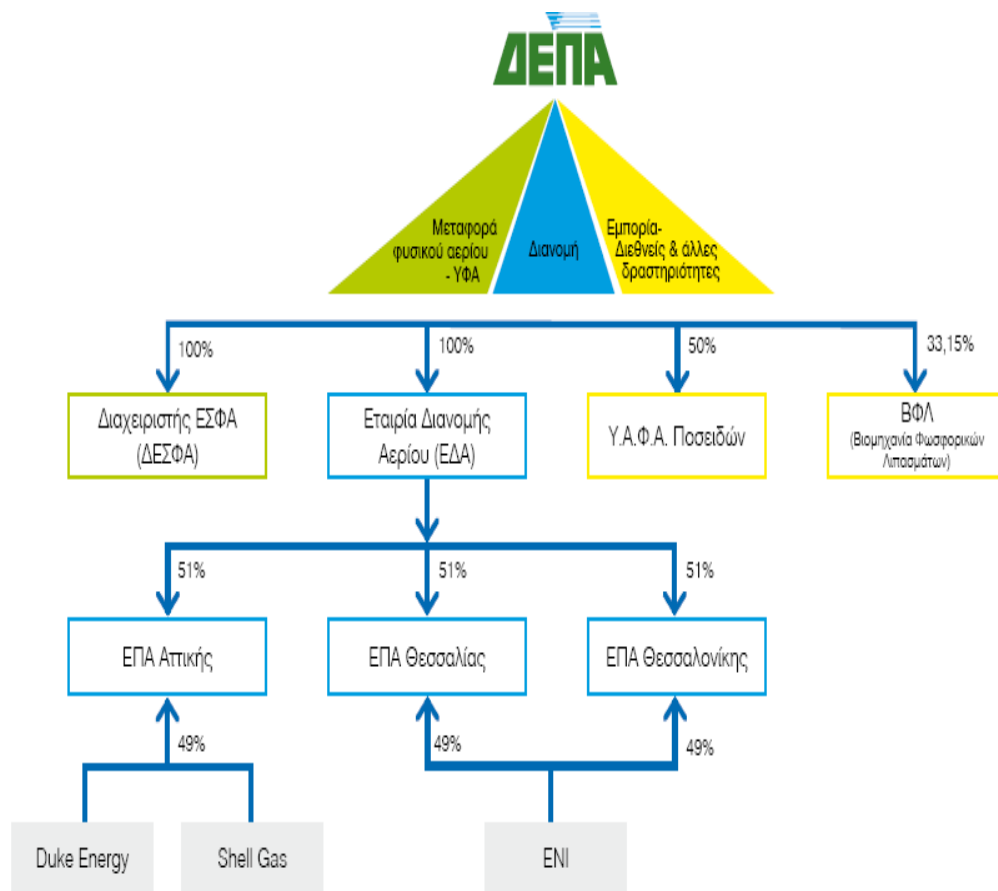 ΔΕΠΑ
Μεταφορά
φυσικού αερίου
- ΥΦΑ
Διανομή
Εμπορία-
Διεθνείς & άλλες
δραστηριότητες
100%
100%
50%
33,15%
Διαχειριστής ΕΣΦΑ
(ΔΕΣΦΑ)
Εταιρία Διανομής
Αερίου (ΕΔΑ)
Υ.Α.Φ.Α. Ποσειδών
ΒΦΛ
(Βιομηχανία Φωσφορικών
Λιπασμάτων)
51%
51%
51%
ΕΠΑ Αττικής
ΕΠΑ Θεσσαλίας
ΕΠΑ Θεσσαλονίκης
49%
49%
49%
Duke Energy
Shell Gas
ENI